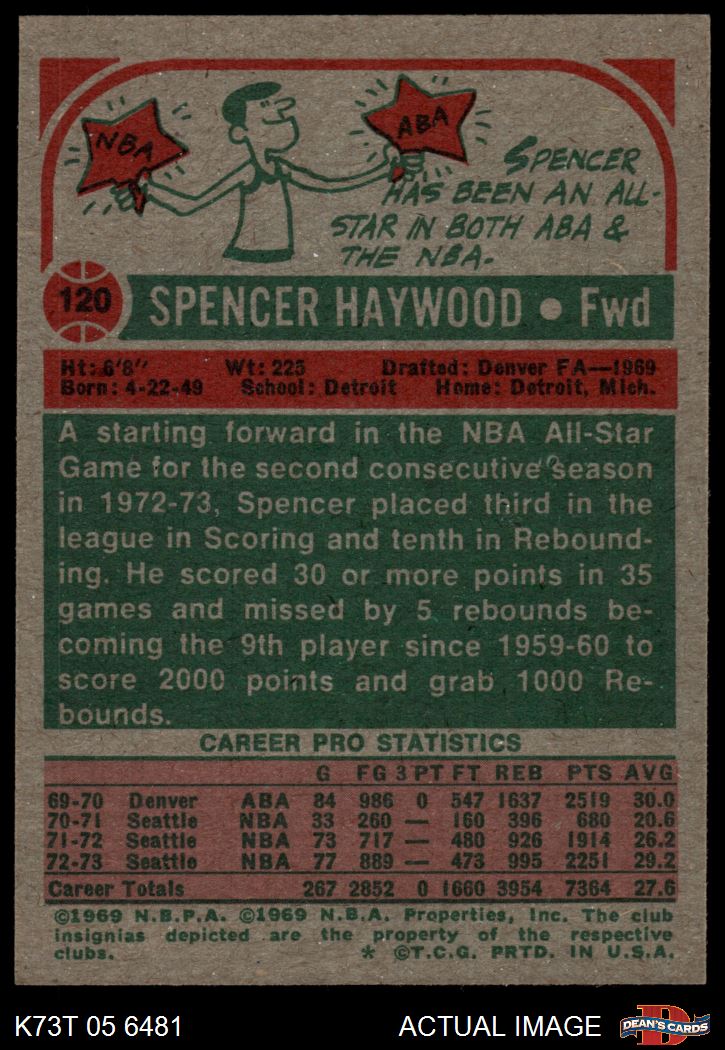 NBA
ABA
SPENCER
HAS BEEN AN ALL-
STAR IN BOTH ABA &
THE NBA.
120 SPENCER HAYWOOD • Fwd
Ht: 6'8" Wt: 225 Drafted: Denver FA—1969
Born: 4-22-49 School: Detroit Home: Detroit, Mich.
A starting forward in the NBA All-Star
Game for the second consecutive season
in 1972-73, Spencer placed third in the
league in Scoring and tenth in Rebound-
ing. He scored 30 or more points in 35
games and missed by 5 rebounds be-
coming the 9th player since 1959-60 to
score 2000 points and grab 1000 Re-
bounds.
CAREER PRO STATISTICS
G FG 3PT FT REB PTS AVG
69-70 Denver ABA 84 986 0 547 1637 2519 30.0
70-71 Seattle NBA 33 260 — 160 396 680 20.6
71-72 Seattle NBA 73 717 — 480 926 1914 26.2
72-73 Seattle NBA 77 889 — 473 995 2251 29.2
Career Totals 267 2852 0 1660 3954 7364 27.6
©1969 N.B.P.A. ©1969 N.B.A. Properties, Inc. The club
insignias depicted are the property of the respective
clubs. * ©T.C.G. PRTD. IN U.S.A.
K73T 05 6481 ACTUAL IMAGE D DEAN'S CARDS